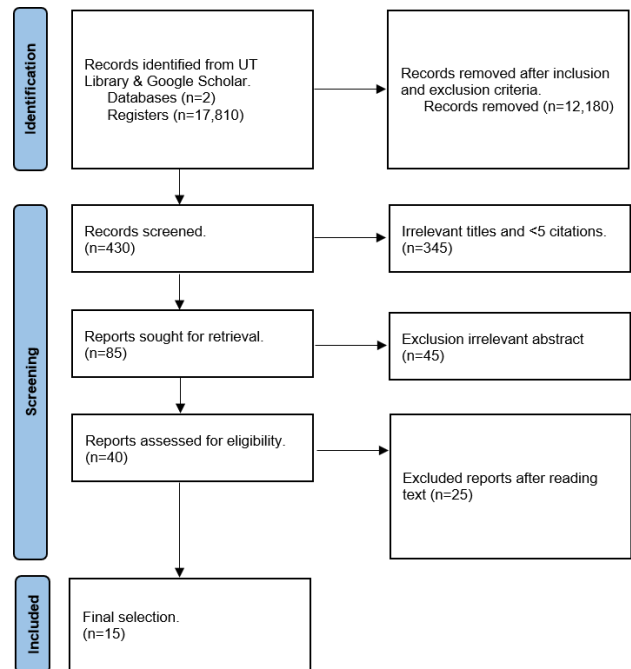 Identification
Records identified from UT
Library & Google Scholar.
Databases (n=2)
Registers (n=17,810)
Records removed after inclusion
and exclusion criteria.
Records removed (n=12,180)
Screening
Records screened.
(n=430)
Irrelevant titles and <5 citations.
(n=345)
Reports sought for retrieval.
(n=85)
Exclusion irrelevant abstract
(n=45)
Reports assessed for eligibility.
(n=40)
Excluded reports after reading
text (n=25)
Included
Final selection.
(n=15)